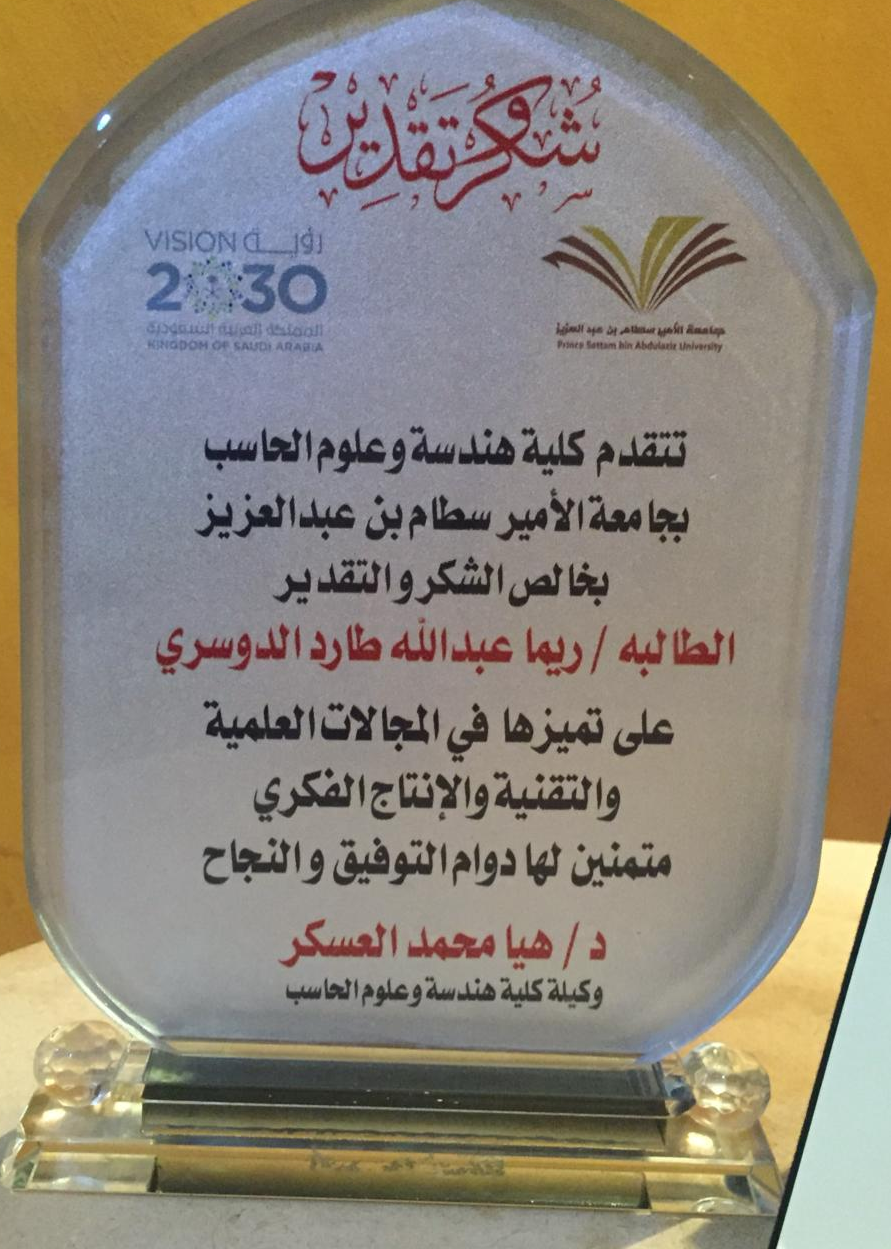 شكر وتقدير
VISION رؤيـــة
2030
المملكة العربية السعودية
KINGDOM OF SAUDI ARABIA
جامعة الأمير سطام بن عبد العزيز
Prince Sattam bin Abdulaziz University
تتقدم كلية هندسة وعلوم الحاسب
بجامعة الأمير سطام بن عبدالعزيز
بخالص الشكر والتقدير
الطالبه / ريما عبدالله طارد الدوسري
على تميزها في المجالات العلمية
والتقنية والإنتاج الفكري
متمنين لها دوام التوفيق والنجاح
د / هيا محمد العسكر
وكيلة كلية هندسة وعلوم الحاسب